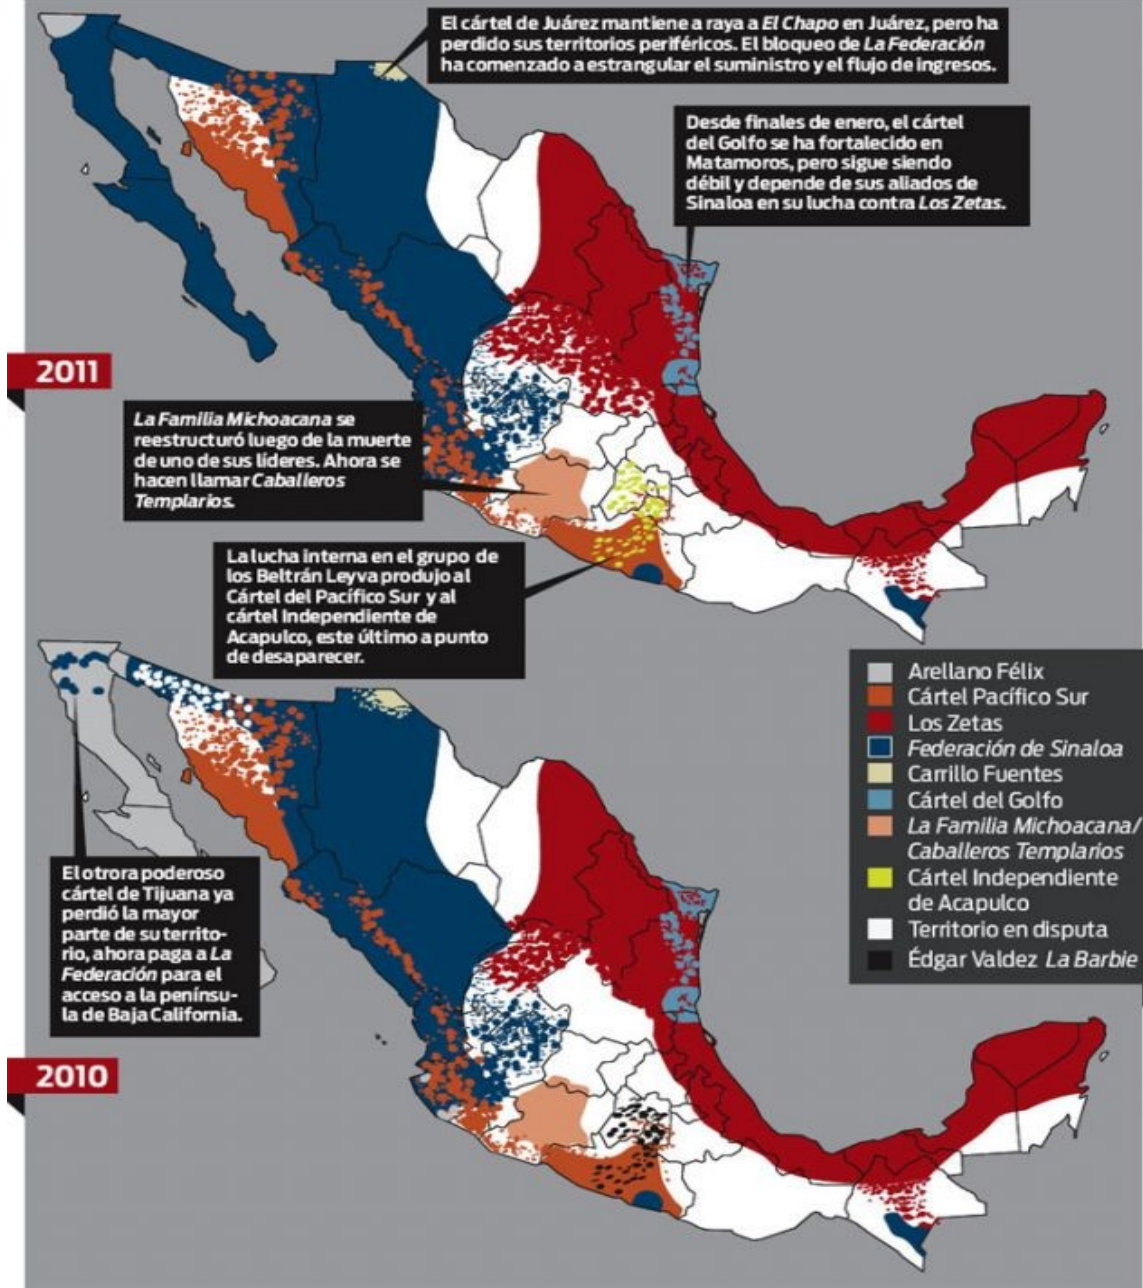 El cártel de Juárez mantiene a raya a El Chapo en Juárez, pero ha
perdido sus territorios periféricos. El bloqueo de La Federación
ha comenzado a estrangular el suministro y el flujo de ingresos.
Desde finales de enero, el cártel
del Golfo se ha fortalecido en
Matamoros, pero sigue siendo
débil y depende de sus aliados de
Sinaloa en su lucha contra Los Zetas.
2011
La Familia Michoacana se
reestructuró luego de la muerte
de uno de sus líderes. Ahora se
hacen llamar Caballeros
Templarios.
La lucha interna en el grupo de
los Beltrán Leyva produjo al
Cártel del Pacífico Sur y al
cártel Independiente de
Acapulco, este último a punto
de desaparecer.
Arellano Félix
Cártel Pacífico Sur
Los Zetas
Federación de Sinaloa
Carrillo Fuentes
Cártel del Golfo
La Familia Michoacana/
Caballeros Templarios
Cártel Independiente
de Acapulco
Territorio en disputa
Édgar Valdez La Barbie
El otrora poderoso
cártel de Tijuana ya
perdió la mayor
parte de su territo-
rio, ahora paga a La
Federación para el
acceso a la penínsu-
la de Baja California.
2010